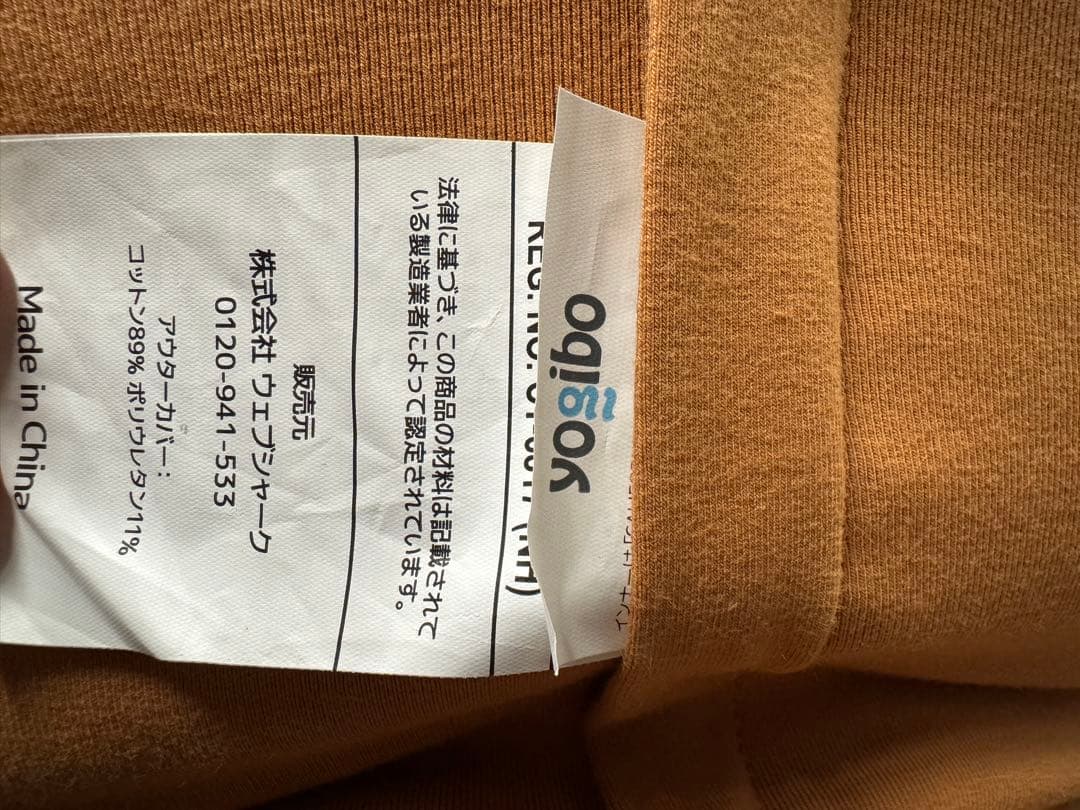 yogibo
REG. NO.
(NH)
法律に基づき、この商品の材料は記載されて
いる製造業者によって認定されています。
販売元
株式会社 ウェブシャーク
0120-941-533
アウターカバー：
コットン89% ポリウレタン11%
Made in China